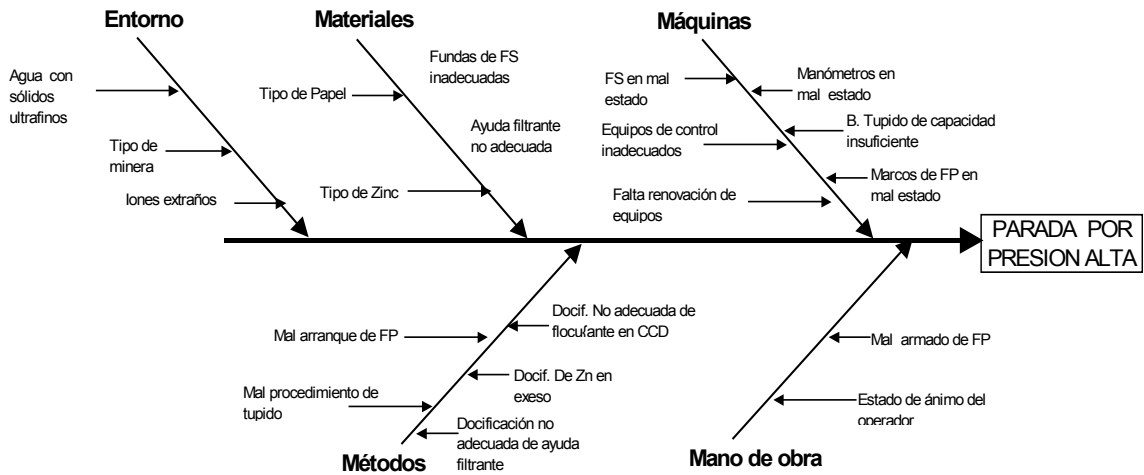 Entorno
Materiales
Máquinas
Agua con
sólidos
ultrafinos
Tipo de
minera
Iones extraños
Fundas de FS
inadecuadas
Tipo de Papel
Ayuda filtrante
no adecuada
Tipo de Zinc
FS en mal
estado
Manómetros en
mal estado
Equipos de control
inadecuados
B. Tupido de capacidad
insuficiente
Marcos de FP en
mal estado
Falta renovación de
equipos
PARADA POR
PRESION ALTA
Mal arranque de FP
Docif. No adecuada de
floculante en CCD
Mal procedimiento de
tupido
Docif. De Zn en
exeso
Docificación no
adecuada de ayuda
filtrante
Mal armado de FP
Estado de ánimo del
operador
Métodos
Mano de obra